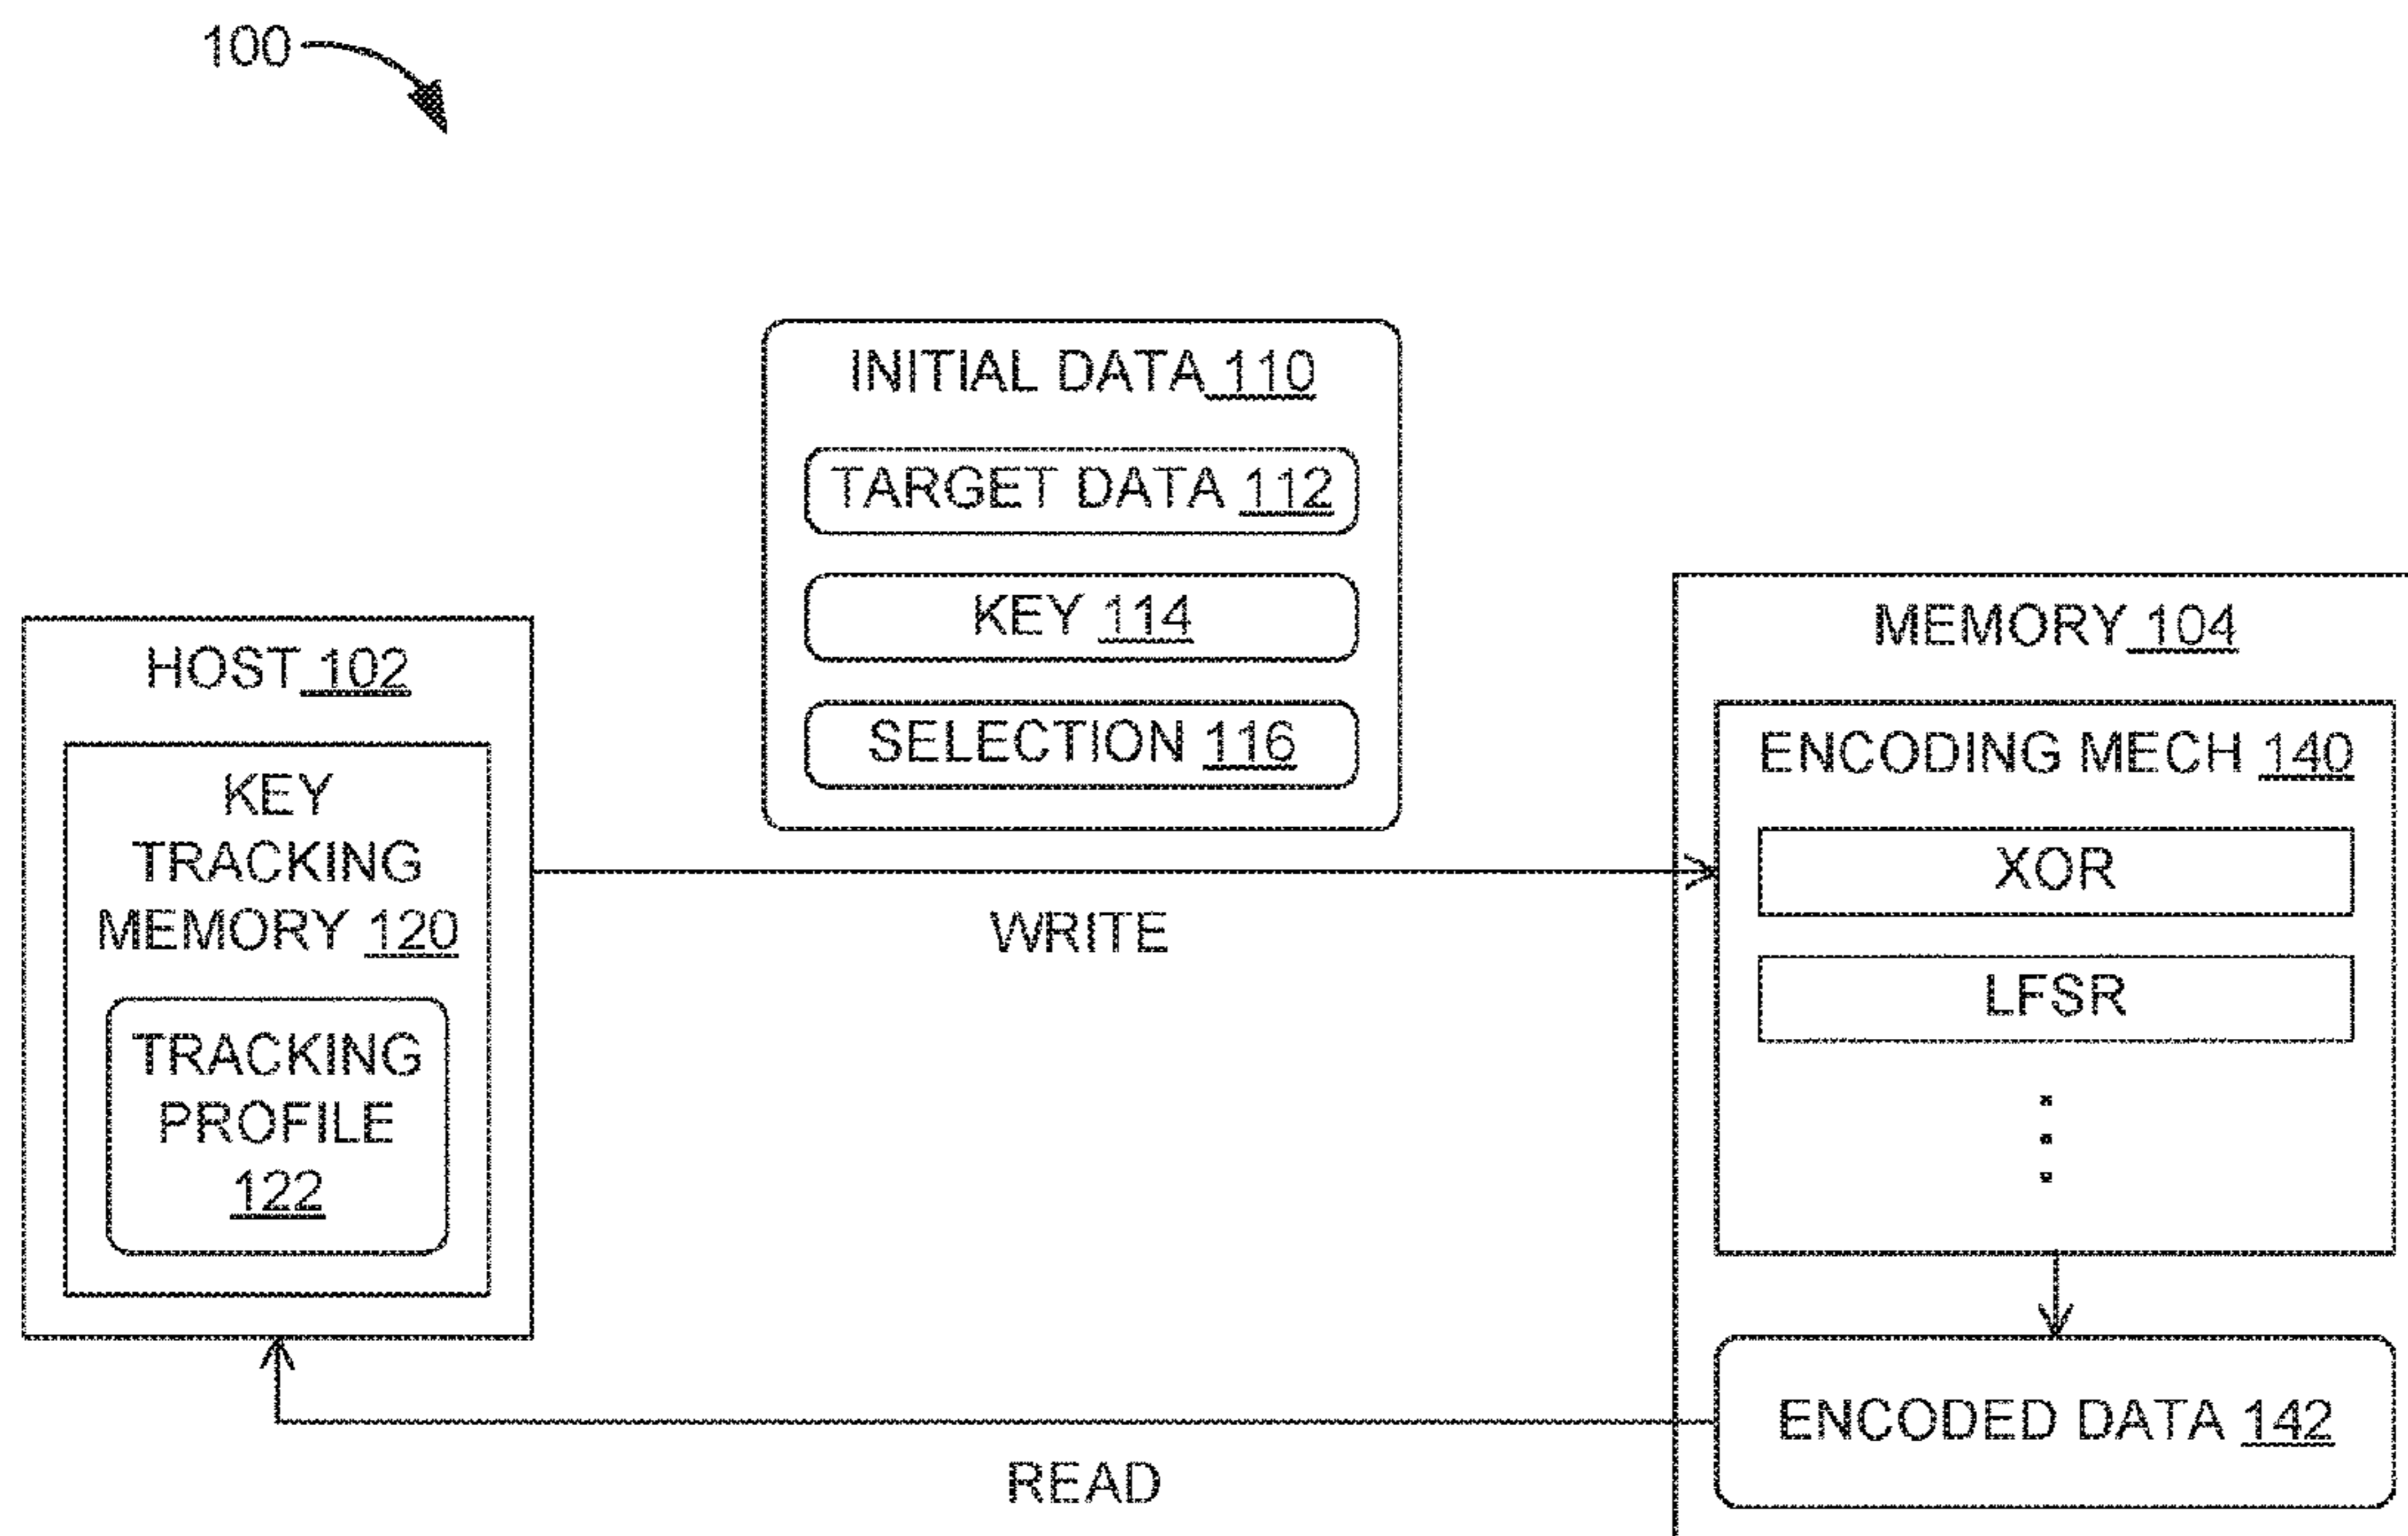 100
INITIAL DATA 110
TARGET DATA 112
KEY 114
SELECTION 116
HOST 102
KEY
TRACKING
MEMORY 120
TRACKING
PROFILE
122
WRITE
MEMORY 104
ENCODING MECH 140
XOR
LFSR
ENCODED DATA 142
READ